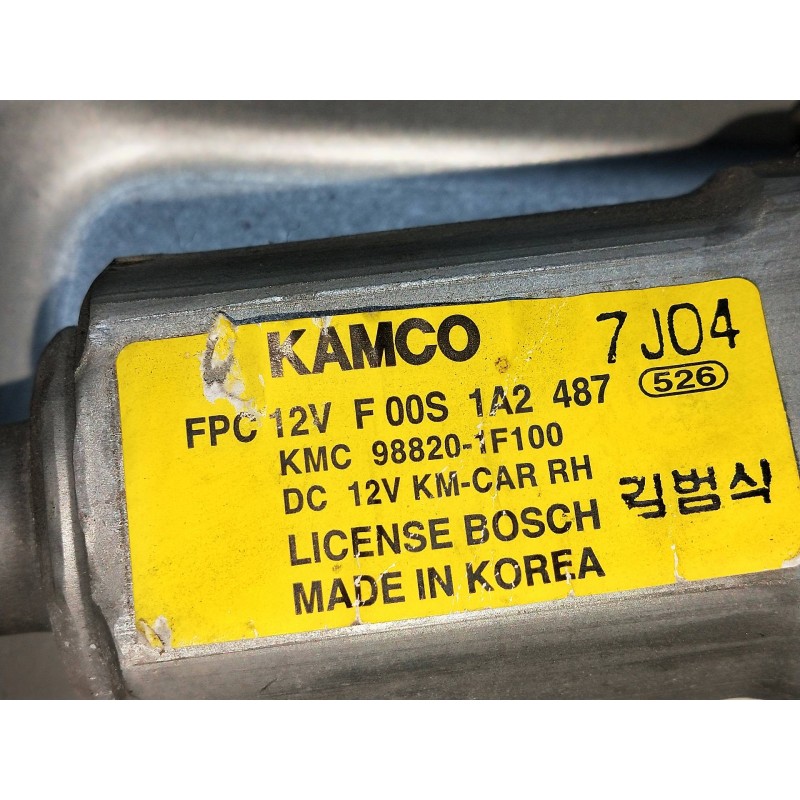 KAMCO 7J04
FPC 12V F 00S 1A2 487 526
KMC 98820-1F100
DC 12V KM-CAR RH 김범식
LICENSE BOSCH
MADE IN KOREA